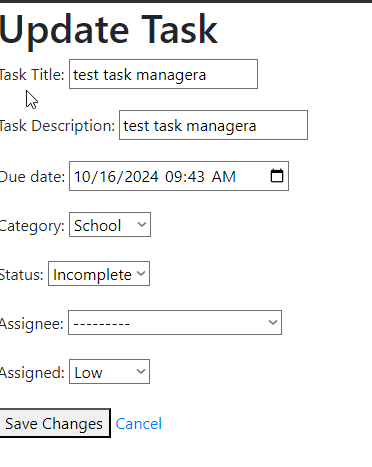 Update Task
Task Title: test task managera
Task Description: test task managera
Due date: 10/16/2024 09:43 AM
Category: School
Status: Incomplete
Assignee: ---------
Assigned: Low
Save Changes Cancel